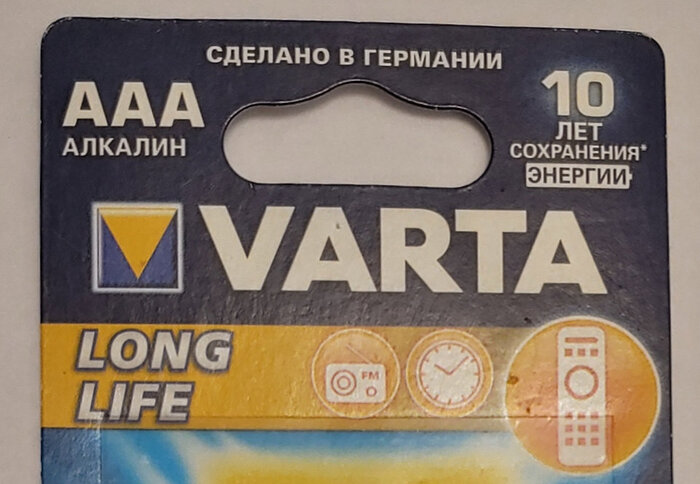 СДЕЛАНО В ГЕРМАНИИ
AAA
АЛКАЛИН
10
ЛЕТ
СОХРАНЕНИЯ*
ЭНЕРГИИ
VARTA
LONG
LIFE
FM